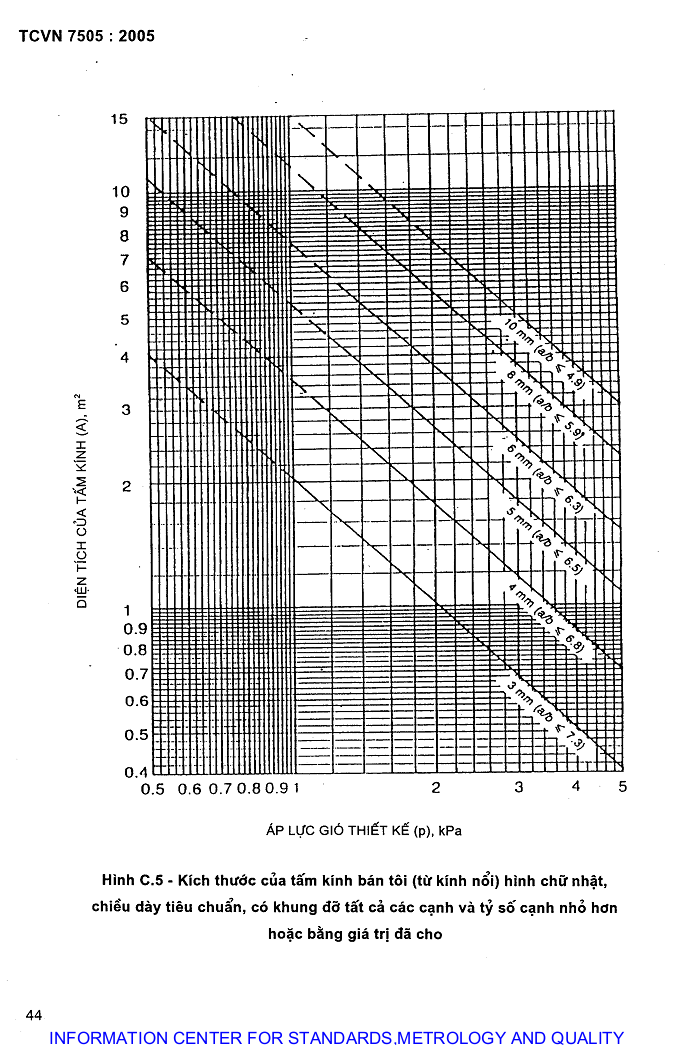 TCVN 7505 : 2005
15
10
9
8
7
6
5
4
3
2
1
0.9
0.8
0.7
0.6
0.5
0.4
DIỆN TÍCH CỦA TẤM KÍNH (A), m²
10 mm (a/b ≤ 4.9)
8 mm (a/b ≤ 5.9)
6 mm (a/b ≤ 6.3)
5 mm (a/b ≤ 6.5)
4 mm (a/b ≤ 6.8)
3 mm (a/b ≤ 7.3)
0.5 0.6 0.7 0.8 0.9 1 2 3 4 5
ÁP LỰC GIÓ THIẾT KẾ (p), kPa
Hình C.5 - Kích thước của tấm kính bán tôi (từ kính nổi) hình chữ nhật,
chiều dày tiêu chuẩn, có khung đỡ tất cả các cạnh và tỷ số cạnh nhỏ hơn
hoặc bằng giá trị đã cho
44
INFORMATION CENTER FOR STANDARDS,METROLOGY AND QUALITY